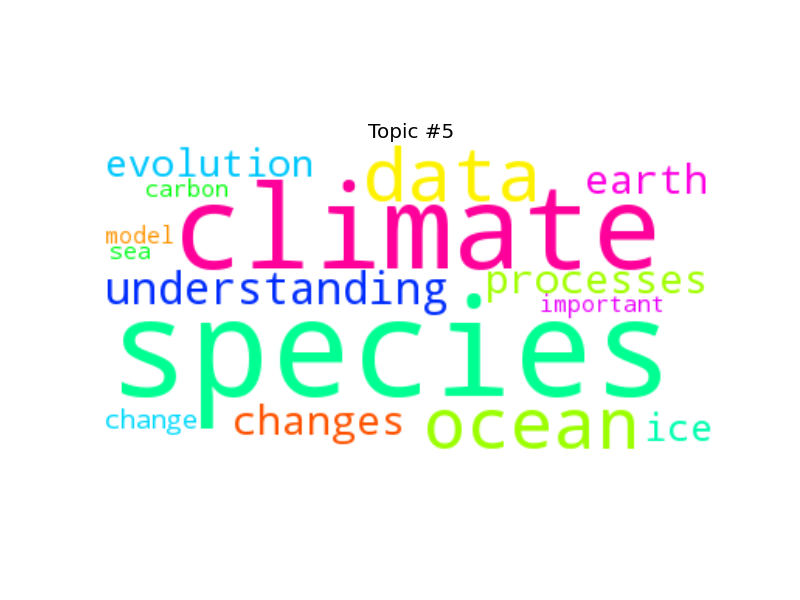 Topic #5
evolution data earth
carbon climate
model
sea
understanding processes
important
species
change changes ocean ice